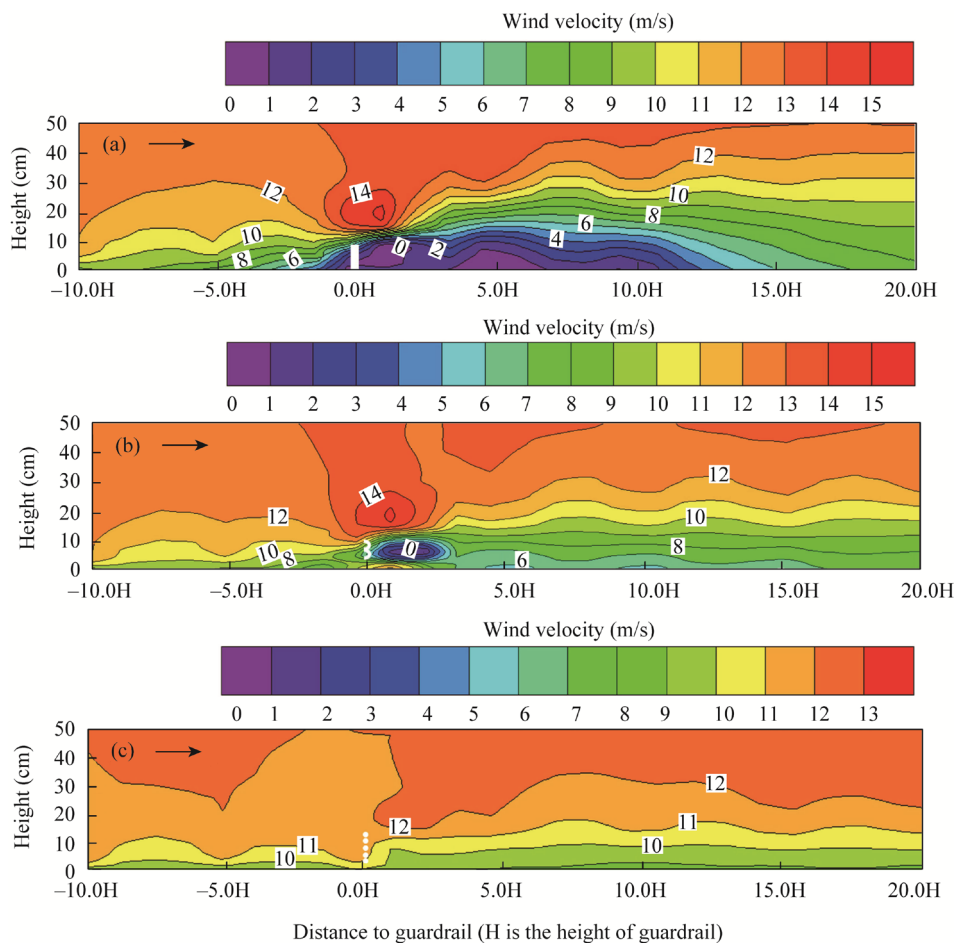 Wind velocity (m/s)
0 1 2 3 4 5 6 7 8 9 10 11 12 13 14 15
50
(a)
40
12
30
14
12
10
20
10
8
6
10
0
2
4
8
6
0
Height (cm)
−10.0H −5.0H 0.0H 5.0H 10.0H 15.0H 20.0H
Wind velocity (m/s)
0 1 2 3 4 5 6 7 8 9 10 11 12 13 14 15
50
(b)
40
30
12
14
20
12
10
10
10
0
8
8
6
0
Height (cm)
−10.0H −5.0H 0.0H 5.0H 10.0H 15.0H 20.0H
Wind velocity (m/s)
0 1 2 3 4 5 6 7 8 9 10 11 12 13
50
(c)
40
30
12
20
12
11
10
11
10
10
0
Height (cm)
−10.0H −5.0H 0.0H 5.0H 10.0H 15.0H 20.0H
Distance to guardrail (H is the height of guardrail)